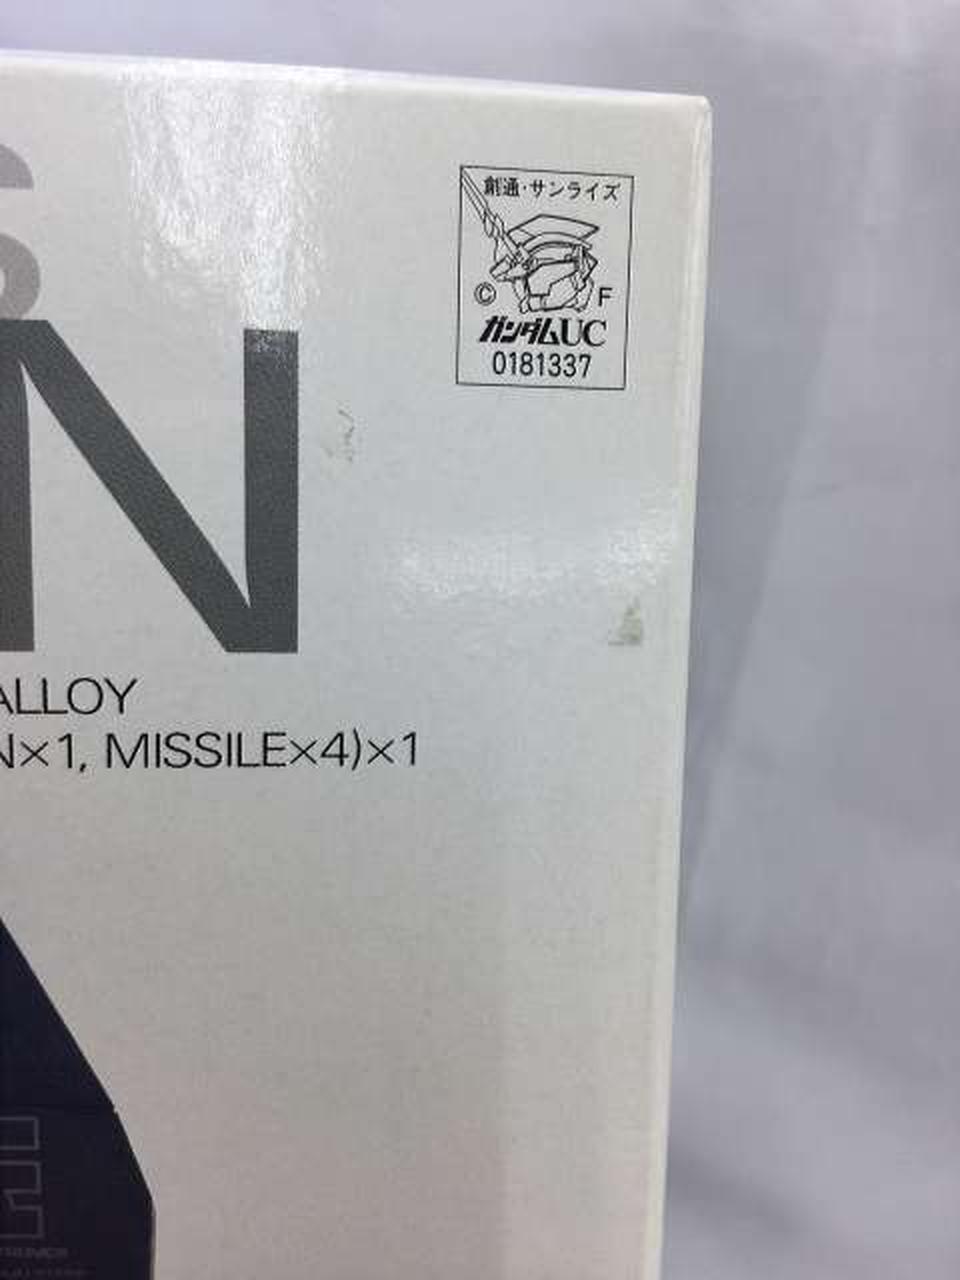 創通・サンライズ
© F
ガンダムUC
0181337
N
ALLOY
N×1, MISSILE×4)×1